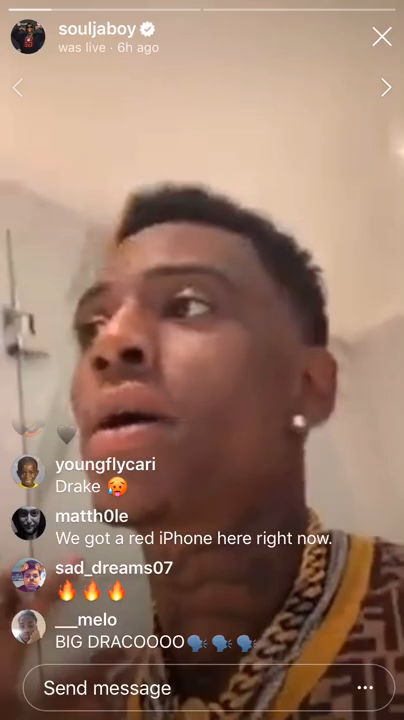 souljaboy
was live · 6h ago
youngflycari
Drake 🥵
matth0le
We got a red iPhone here right now.
sad_dreams07
🔥🔥🔥
___melo
BIG DRACOOOO🗣🗣🗣
Send message